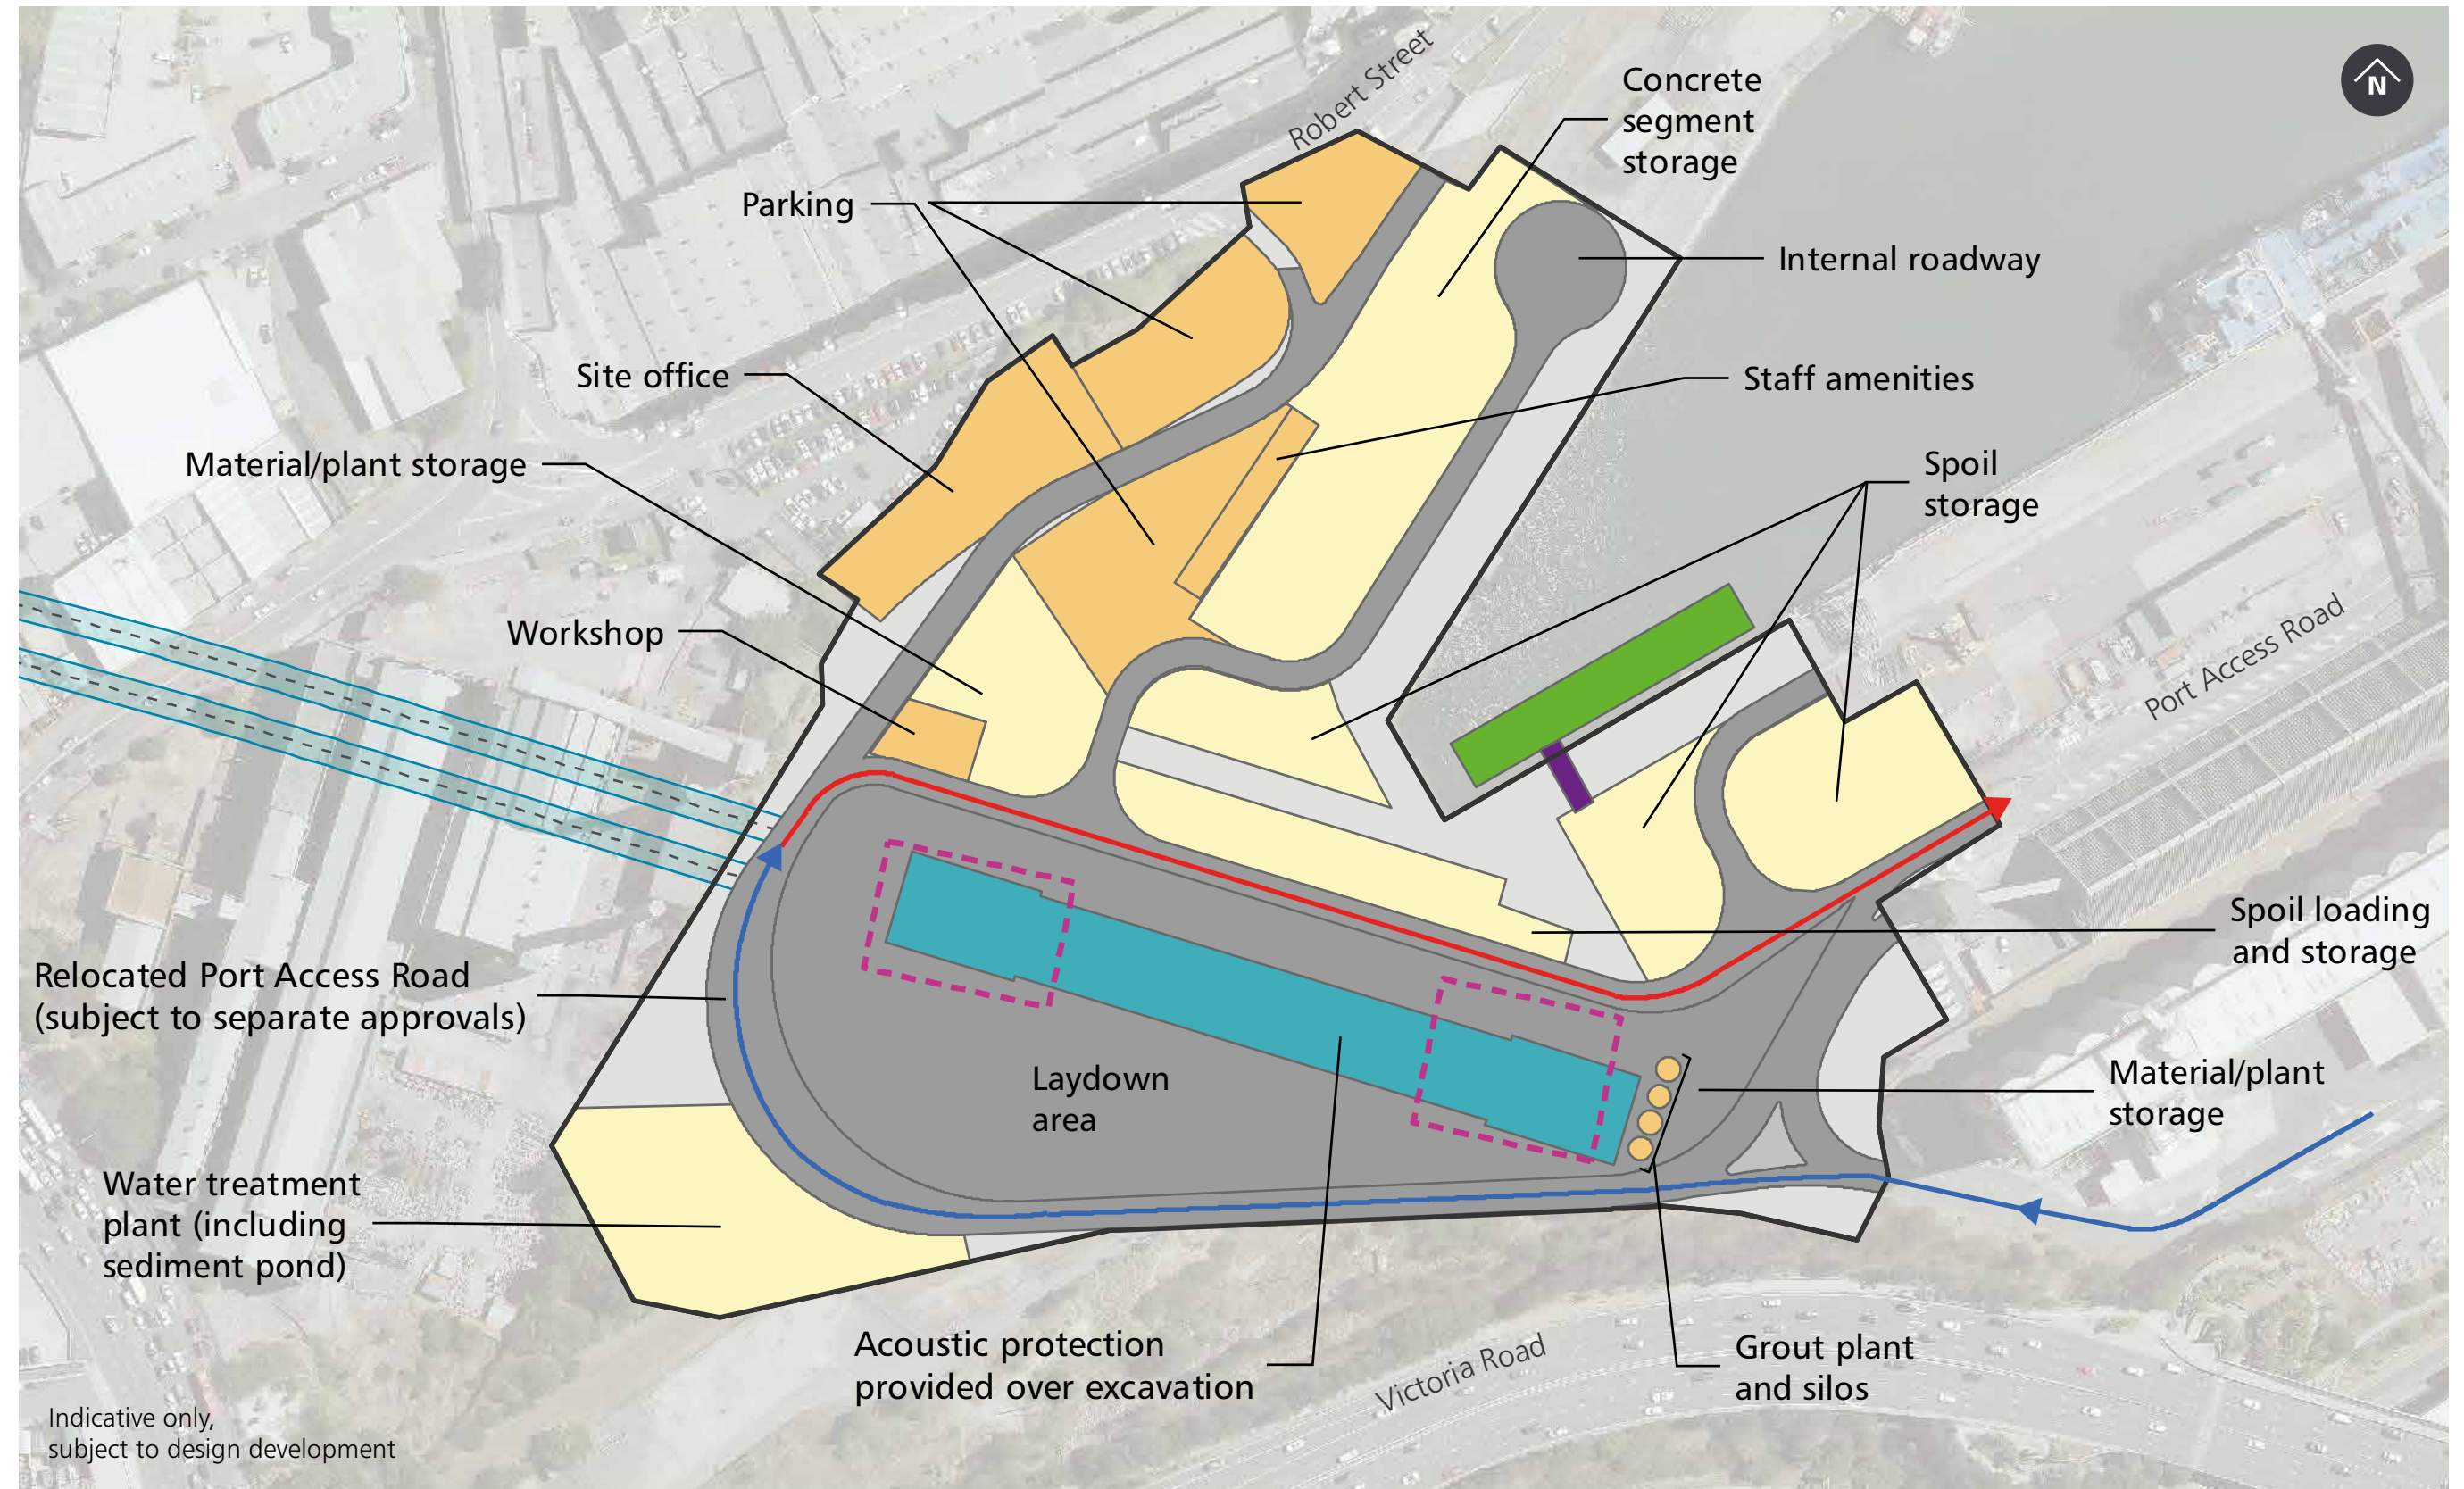 N
Robert Street
Concrete
segment
storage
Parking
Internal roadway
Site office
Staff amenities
Material/plant storage
Spoil
storage
Workshop
Port Access Road
Spoil loading
and storage
Relocated Port Access Road
(subject to separate approvals)
Laydown
area
Material/plant
storage
Water treatment
plant (including
sediment pond)
Acoustic protection
provided over excavation
Victoria Road
Grout plant
and silos
Indicative only,
subject to design development